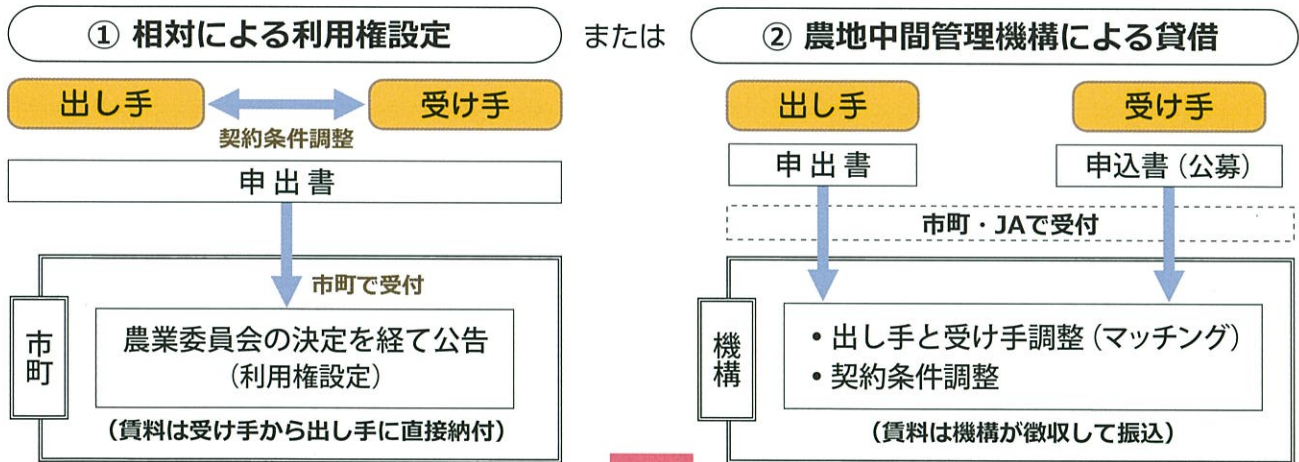 ① 相対による利用権設定
または
② 農地中間管理機構による貸借
出し手
受け手
契約条件調整
申出書
市町で受付
市町
農業委員会の決定を経て公告
（利用権設定）
（賃料は受け手から出し手に直接納付）
出し手
受け手
申出書
申込書（公募）
市町・JAで受付
機構
• 出し手と受け手調整（マッチング）
• 契約条件調整
（賃料は機構が徴収して振込）